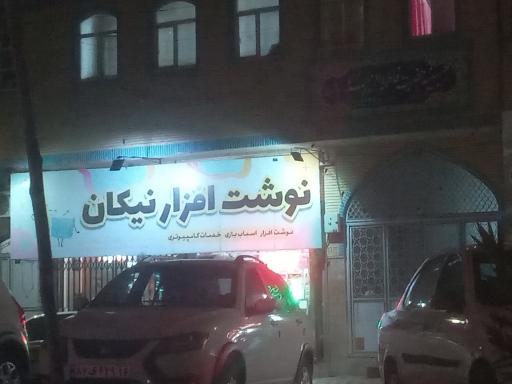 نوشت افزار نیکان
نوشت افزار اسباب بازی خدمات کامپیوتری